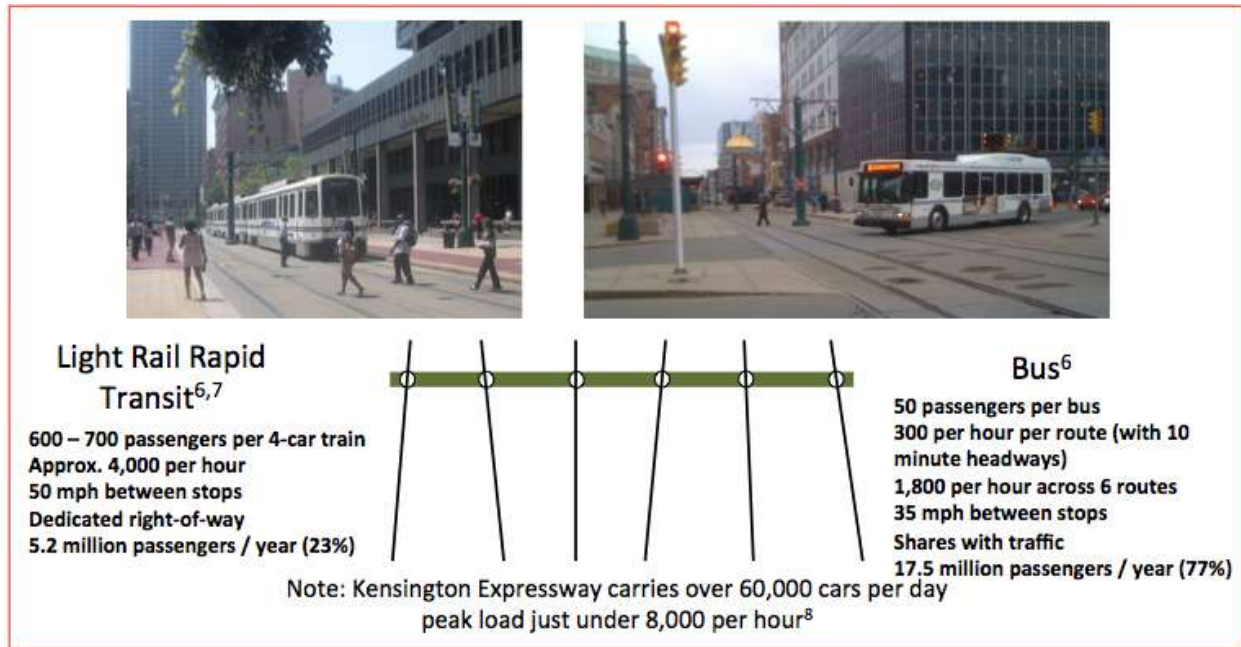 Light Rail Rapid
Transit6,7
600 – 700 passengers per 4-car train
Approx. 4,000 per hour
50 mph between stops
Dedicated right-of-way
5.2 million passengers / year (23%)
Bus6
50 passengers per bus
300 per hour per route (with 10
minute headways)
1,800 per hour across 6 routes
35 mph between stops
Shares with traffic
17.5 million passengers / year (77%)
Note: Kensington Expressway carries over 60,000 cars per day
peak load just under 8,000 per hour8